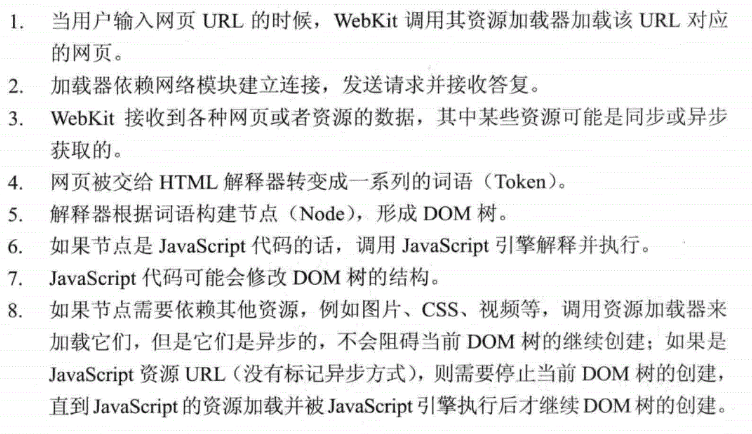 1. 当用户输入网页 URL 的时候，WebKit 调用其资源加载器加载该 URL 对应
的网页。
2. 加载器依赖网络模块建立连接，发送请求并接收答复。
3. WebKit 接收到各种网页或者资源的数据，其中某些资源可能是同步或异步
获取的。
4. 网页被交给 HTML 解释器转变成一系列的词语（Token）。
5. 解释器根据词语构建节点（Node），形成 DOM 树。
6. 如果节点是 JavaScript 代码的话，调用 JavaScript 引擎解释并执行。
7. JavaScript 代码可能会修改 DOM 树的结构。
8. 如果节点需要依赖其他资源，例如图片、CSS、视频等，调用资源加载器来
加载它们，但是它们是异步的，不会阻碍当前 DOM 树的继续创建；如果是
JavaScript 资源 URL（没有标记异步方式），则需要停止当前 DOM 树的创建，
直到 JavaScript 的资源加载并被 JavaScript 引擎执行后才继续 DOM 树的创建。